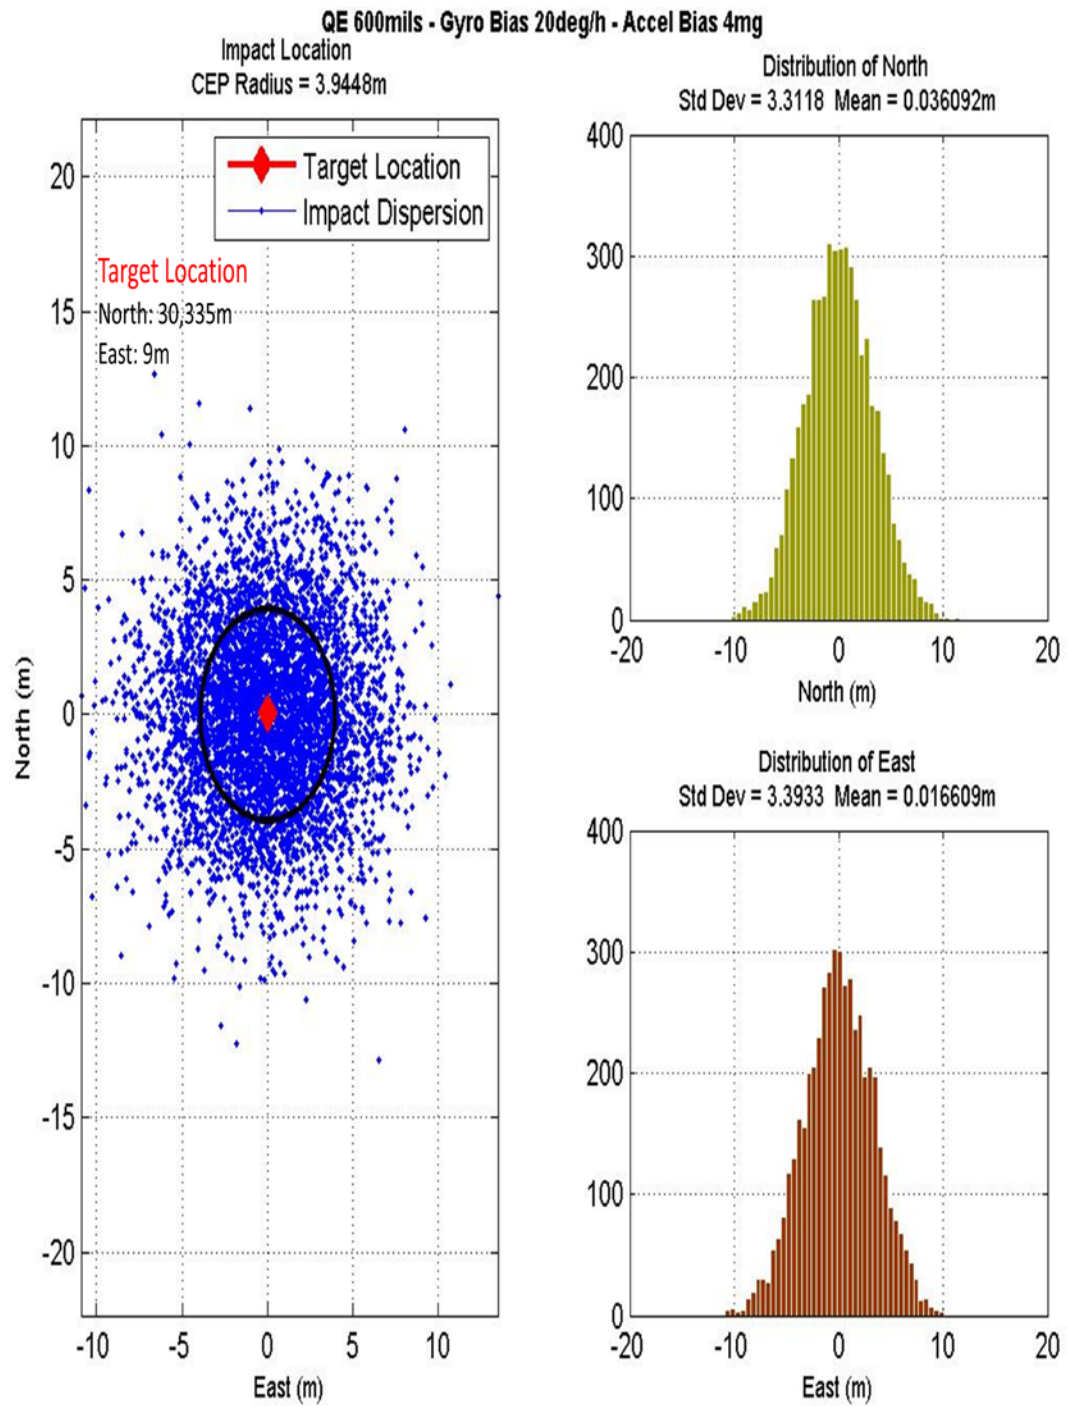 QE 600mils - Gyro Bias 20deg/h - Accel Bias 4mg
Impact Location
CEP Radius = 3.9448m
Target Location
Impact Dispersion
Target Location
North: 30,335m
East: 9m
20
15
10
5
0
-5
-10
-15
-20
North (m)
-10 -5 0 5 10
East (m)
Distribution of North
Std Dev = 3.3118 Mean = 0.036092m
400
300
200
100
0
-20 -10 0 10 20
North (m)
Distribution of East
Std Dev = 3.3933 Mean = 0.016609m
400
300
200
100
0
-20 -10 0 10 20
East (m)